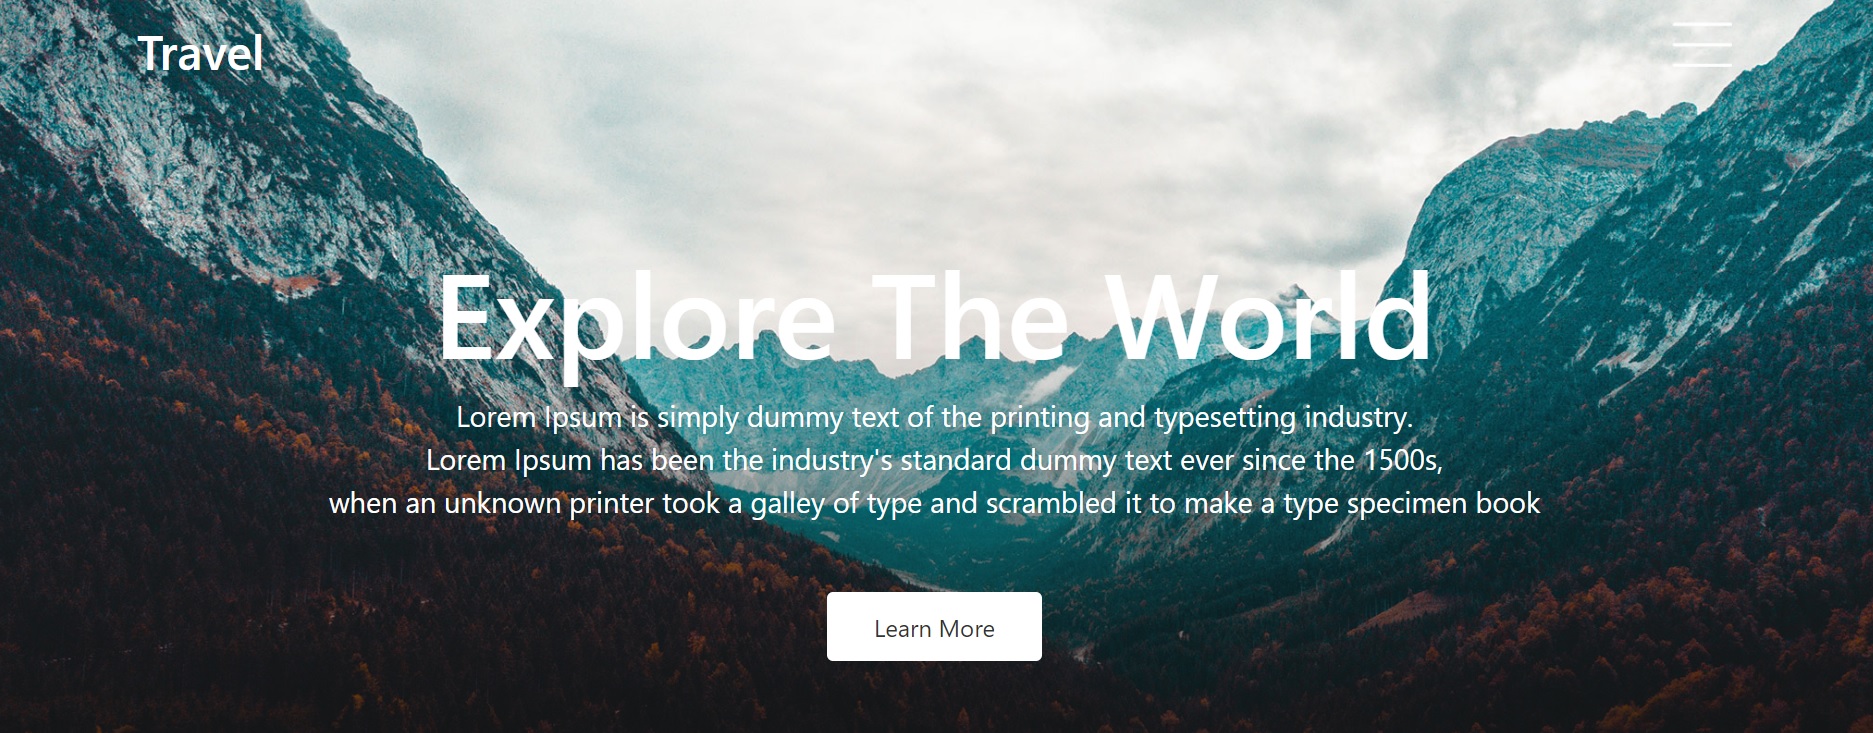 Travel
Explore The World
Lorem Ipsum is simply dummy text of the printing and typesetting industry.
Lorem Ipsum has been the industry's standard dummy text ever since the 1500s,
when an unknown printer took a galley of type and scrambled it to make a type specimen book
Learn More